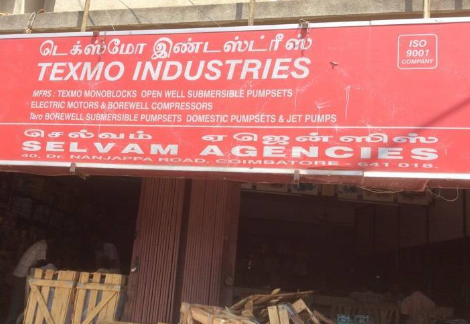 டெக்ஸ்மோ இண்டஸ்ட்ரீஸ்
TEXMO INDUSTRIES
ISO
9001
COMPANY
MFRS : TEXMO MONOBLOCKS OPEN WELL SUBMERSIBLE PUMPSETS
ELECTRIC MOTORS & BOREWELL COMPRESSORS
Taro BOREWELL SUBMERSIBLE PUMPSETS DOMESTIC PUMPSETS & JET PUMPS
செல்வம் ஏஜென்ஸிஸ்
SELVAM AGENCIES
40, Dr. NANJAPPA ROAD, COIMBATORE - 641 018.